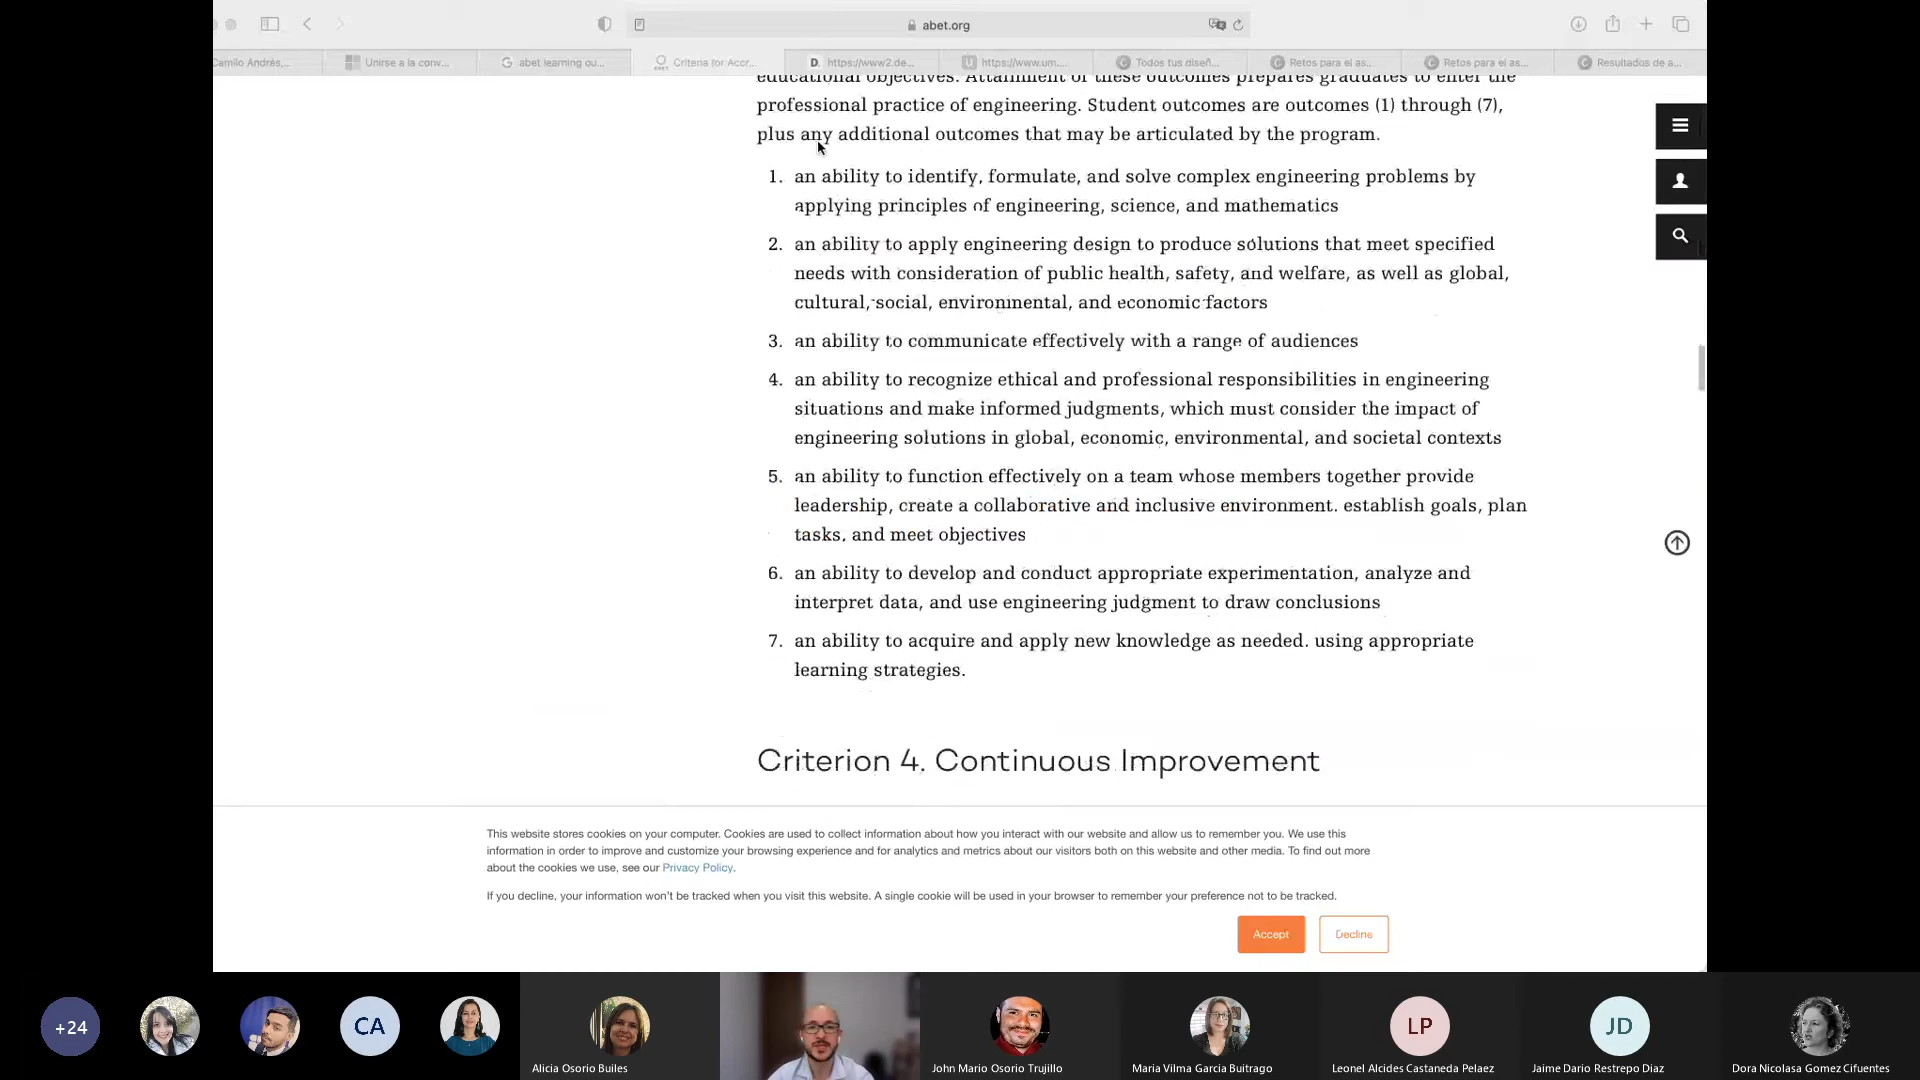 abet.org
Camilo Andrés,...
Unirse a la conv...
abet learning ou...
Criteria for Accr...
https://www2.de...
https://www.um....
Todos tus diseñ...
Retos para el as...
Retos para el as...
Resultados de a...
educational objectives. Attainment of these outcomes prepares graduates to enter the
professional practice of engineering. Student outcomes are outcomes (1) through (7),
plus any additional outcomes that may be articulated by the program.
1. an ability to identify, formulate, and solve complex engineering problems by
applying principles of engineering, science, and mathematics
2. an ability to apply engineering design to produce solutions that meet specified
needs with consideration of public health, safety, and welfare, as well as global,
cultural, social, environmental, and economic factors
3. an ability to communicate effectively with a range of audiences
4. an ability to recognize ethical and professional responsibilities in engineering
situations and make informed judgments, which must consider the impact of
engineering solutions in global, economic, environmental, and societal contexts
5. an ability to function effectively on a team whose members together provide
leadership, create a collaborative and inclusive environment, establish goals, plan
tasks, and meet objectives
6. an ability to develop and conduct appropriate experimentation, analyze and
interpret data, and use engineering judgment to draw conclusions
7. an ability to acquire and apply new knowledge as needed, using appropriate
learning strategies.
Criterion 4. Continuous Improvement
This website stores cookies on your computer. Cookies are used to collect information about how you interact with our website and allow us to remember you. We use this
information in order to improve and customize your browsing experience and for analytics and metrics about our visitors both on this website and other media. To find out more
about the cookies we use, see our Privacy Policy.
If you decline, your information won't be tracked when you visit this website. A single cookie will be used in your browser to remember your preference not to be tracked.
Accept
Decline
+24
CA
LP
JD
Alicia Osorio Builes
John Mario Osorio Trujillo
Maria Vilma Garcia Buitrago
Leonel Alcides Castaneda Pelaez
Jaime Dario Restrepo Diaz
Dora Nicolasa Gomez Cifuentes